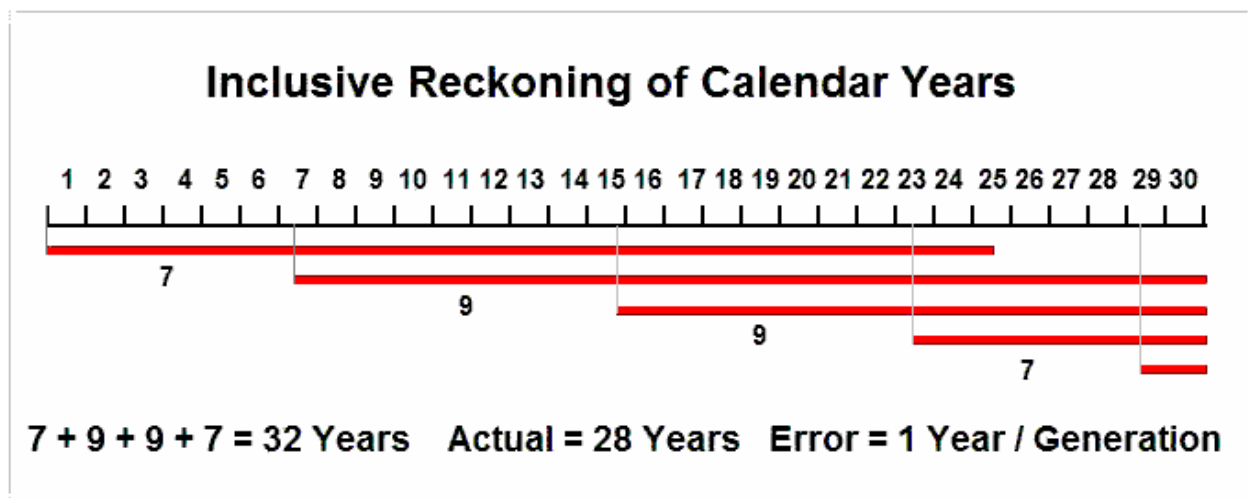 Inclusive Reckoning of Calendar Years
1 2 3 4 5 6 7 8 9 10 11 12 13 14 15 16 17 18 19 20 21 22 23 24 25 26 27 28 29 30
7
9
9
7
7 + 9 + 9 + 7 = 32 Years Actual = 28 Years Error = 1 Year / Generation